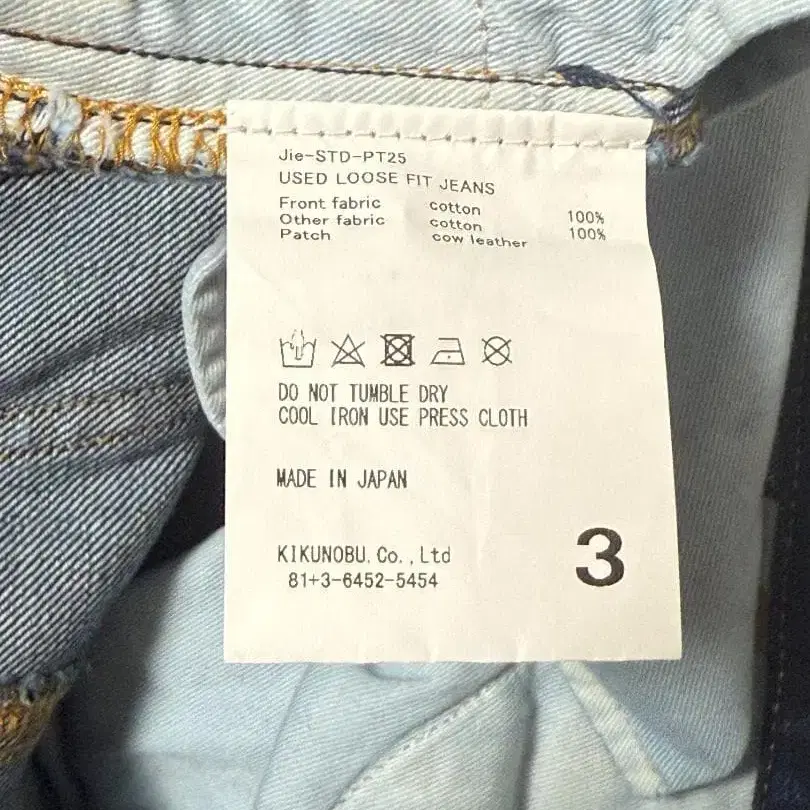 Jie-STD-PT25
USED LOOSE FIT JEANS
Front fabric cotton 100%
Other fabric cotton 100%
Patch cow leather
DO NOT TUMBLE DRY
COOL IRON USE PRESS CLOTH
MADE IN JAPAN
KIKUNOBU.Co.,Ltd
81+3-6452-5454
3